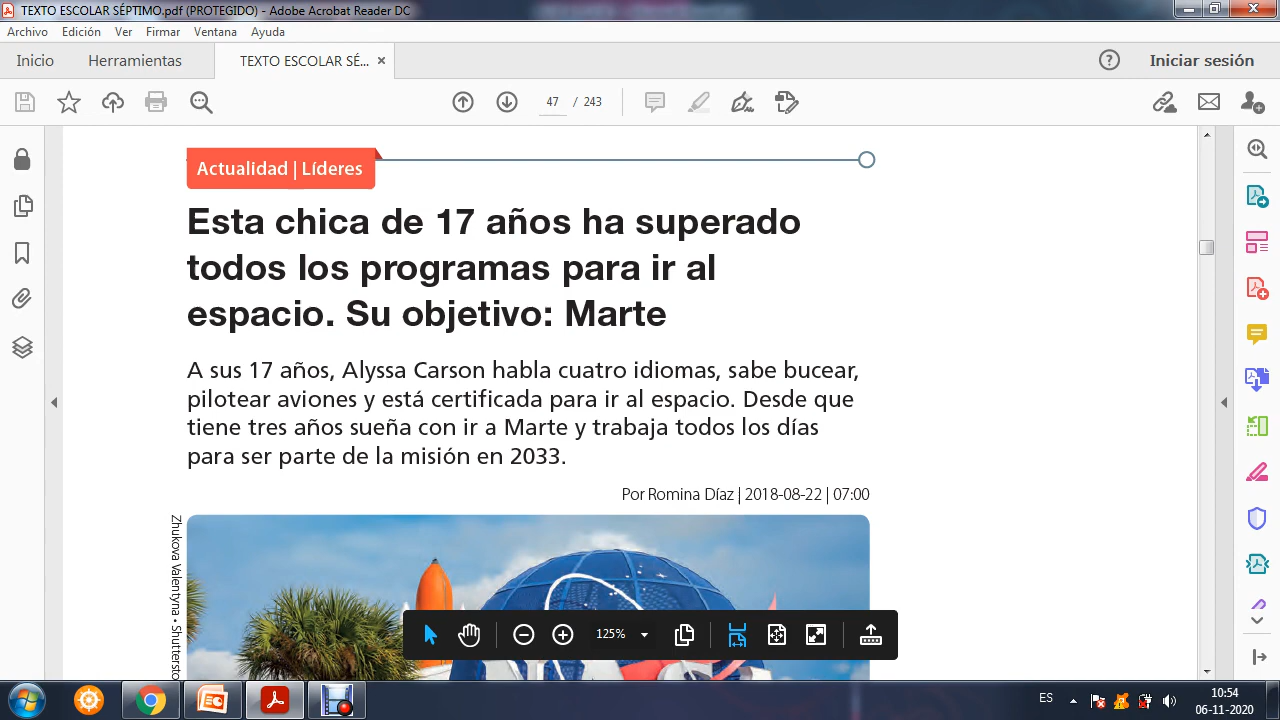 TEXTO ESCOLAR SÉPTIMO.pdf (PROTEGIDO) - Adobe Acrobat Reader DC
Archivo Edición Ver Firmar Ventana Ayuda
Inicio Herramientas TEXTO ESCOLAR SÉ... × ? Iniciar sesión
47 / 243
Actualidad | Líderes
Esta chica de 17 años ha superado
todos los programas para ir al
espacio. Su objetivo: Marte
A sus 17 años, Alyssa Carson habla cuatro idiomas, sabe bucear,
pilotear aviones y está certificada para ir al espacio. Desde que
tiene tres años sueña con ir a Marte y trabaja todos los días
para ser parte de la misión en 2033.
Por Romina Díaz | 2018-08-22 | 07:00
Zhukova Valentyna • Shuttersto
125%
ES
10:54
06-11-2020